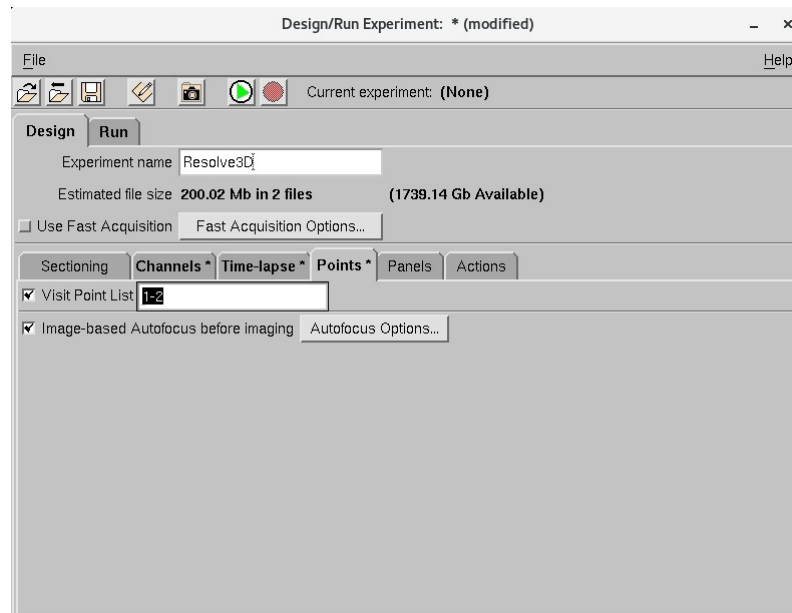 Design/Run Experiment: * (modified)
File Help
Current experiment: (None)
Design Run
Experiment name Resolve3D
Estimated file size 200.02 Mb in 2 files (1739.14 Gb Available)
Use Fast Acquisition Fast Acquisition Options...
Sectioning Channels * Time-lapse * Points * Panels Actions
Visit Point List 1-2
Image-based Autofocus before imaging Autofocus Options...